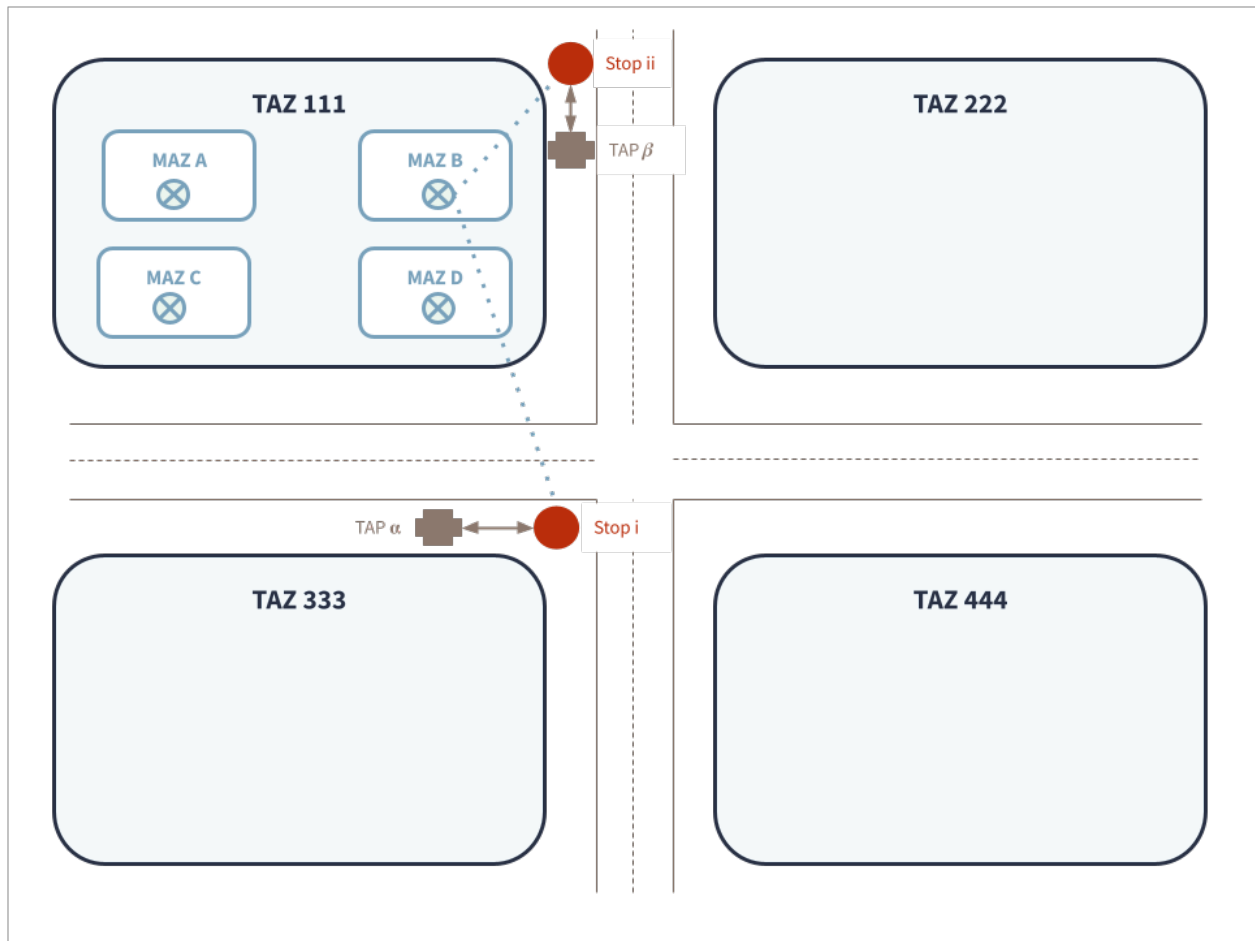 Stop ii
TAZ 111
TAZ 222
TAP β
MAZ A
MAZ B
MAZ C
MAZ D
TAP α
Stop i
TAZ 333
TAZ 444